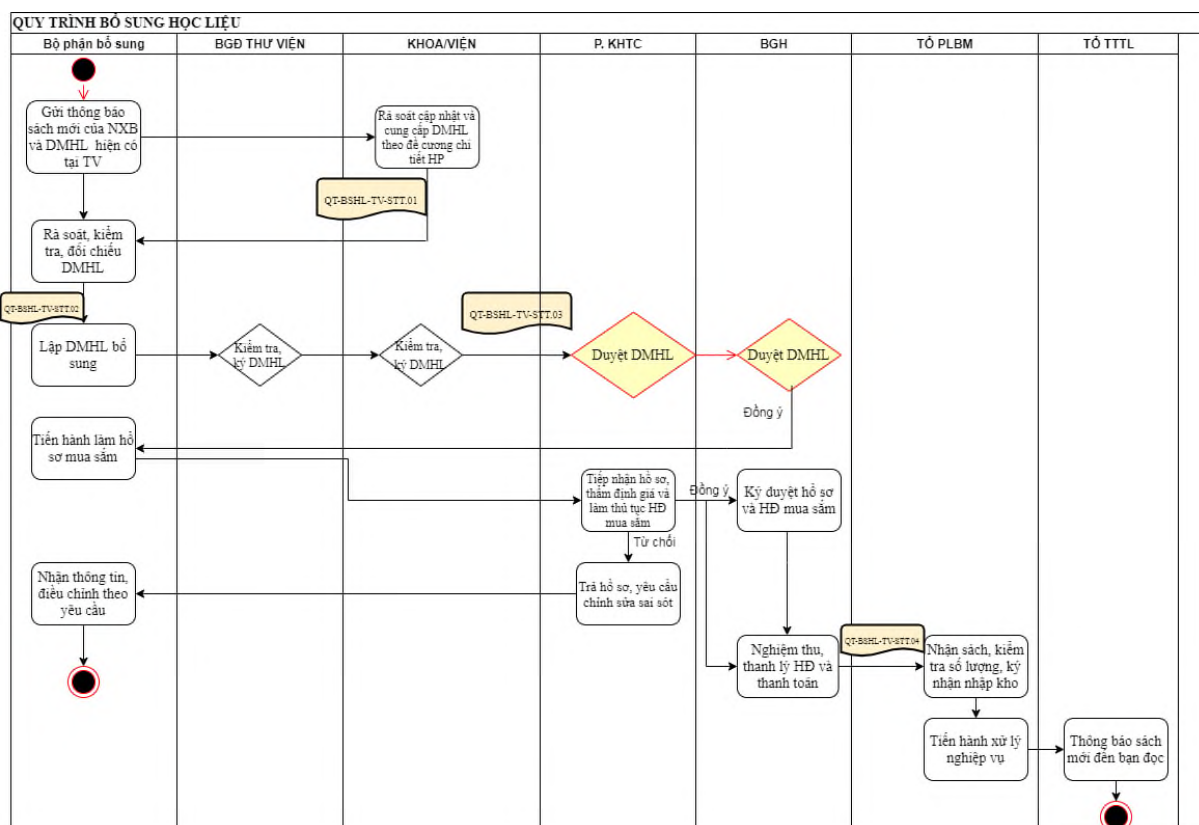 QUY TRÌNH BỔ SUNG HỌC LIỆU
Bộ phận bổ sung
BGĐ THƯ VIỆN
KHOA/VIỆN
P. KHTC
BGH
TỔ PLBM
TỔ TTTL
Gửi thông báo
sách mới của NXB
và DMHL hiện có
tại TV
Rà soát cập nhật và
cung cấp DMHL
theo đề cương chi
tiết HP
QT-BSHL-TV-STT.01
Rà soát, kiểm
tra, đối chiếu
DMHL
QT-BSHL-TV-STT.02
QT-BSHL-TV-STT.03
Lập DMHL bổ
sung
Kiểm tra,
ký DMHL
Kiểm tra,
ký DMHL
Duyệt DMHL
Duyệt DMHL
Đồng ý
Tiến hành làm hồ
sơ mua sắm
Tiếp nhận hồ sơ,
thẩm định giá và
làm thủ tục HĐ
mua sắm
Đồng ý
Ký duyệt hồ sơ
và HĐ mua sắm
Từ chối
Nhận thông tin,
điều chỉnh theo
yêu cầu
Trả hồ sơ, yêu cầu
chỉnh sửa sai sót
Nghiệm thu,
thanh lý HĐ và
thanh toán
QT-BSHL-TV-STT.04
Nhận sách, kiểm
tra số lượng, ký
nhận nhập kho
Tiến hành xử lý
nghiệp vụ
Thông báo sách
mới đến bạn đọc